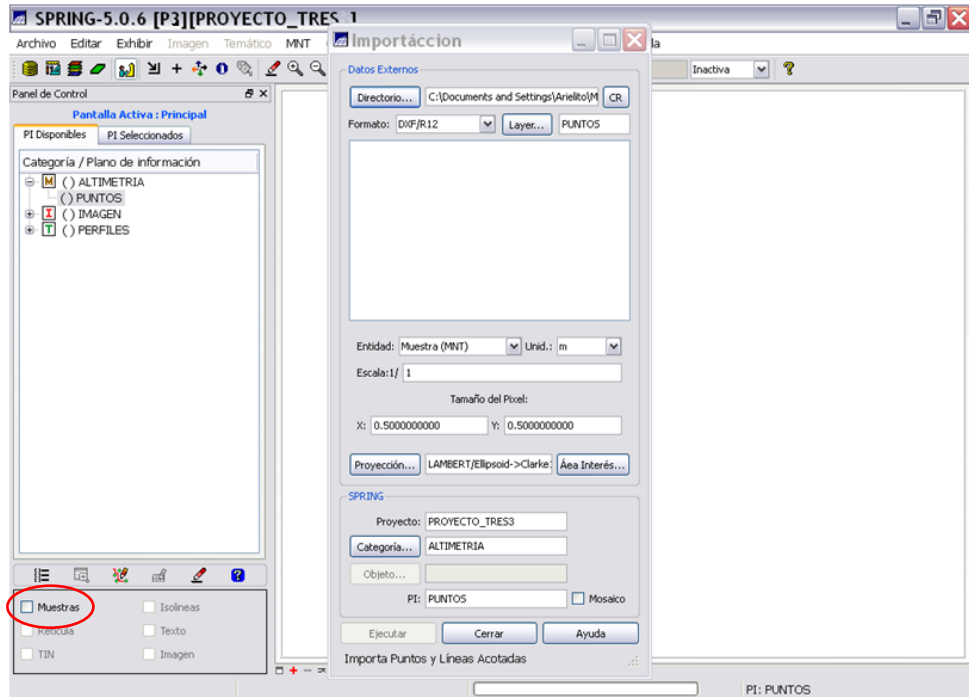 SPRING-5.0.6 [P3][PROYECTO_TRES_]
Archivo Editar Exhibir Imagen Temático MNT
Inactiva
Panel de Control
Pantalla Activa : Principal
PI Disponibles PI Seleccionados
Categoría / Plano de información
M () ALTIMETRIA
() PUNTOS
I () IMAGEN
T () PERFILES
Muestras Isolineas
Retícula Texto
TIN Imagen
Importáccion
Datos Externos
Directorio... C:\Documents and Settings\Arielito\M CR
Formato: DXF/R12 Layer... PUNTOS
Entidad: Muestra (MNT) Unid.: m
Escala:1/ 1
Tamaño del Pixel:
X: 0.5000000000 Y: 0.5000000000
Proyección... LAMBERT/Ellipsoid->Clarke: Áea Interés...
SPRING
Proyecto: PROYECTO_TRES3
Categoría... ALTIMETRIA
Objeto...
PI: PUNTOS Mosaico
Ejecutar Cerrar Ayuda
Importa Puntos y Líneas Acotadas
PI: PUNTOS